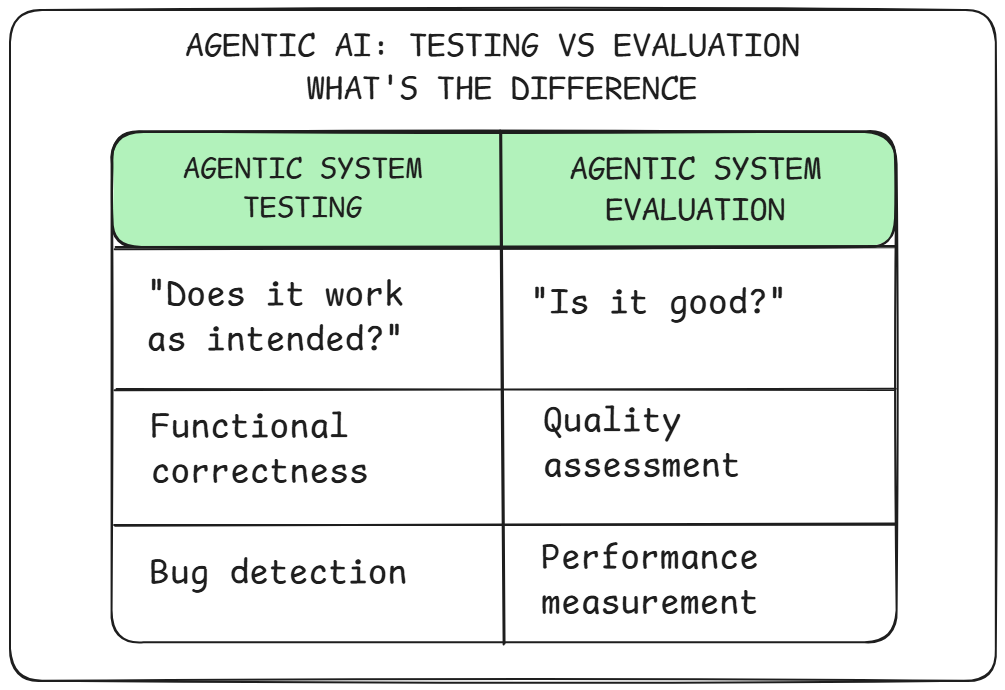 AGENTIC AI: TESTING VS EVALUATION
WHAT'S THE DIFFERENCE
AGENTIC SYSTEM
TESTING
AGENTIC SYSTEM
EVALUATION
"Does it work
as intended?"
"Is it good?"
Functional
correctness
Quality
assessment
Bug detection
Performance
measurement